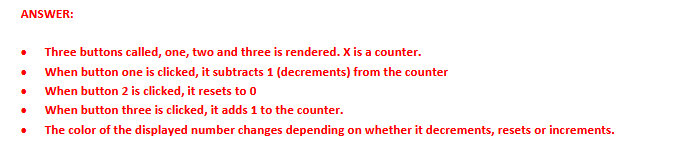 ANSWER:
• Three buttons called, one, two and three is rendered. X is a counter.
• When button one is clicked, it subtracts 1 (decrements) from the counter
• When button 2 is clicked, it resets to 0
• When button three is clicked, it adds 1 to the counter.
• The color of the displayed number changes depending on whether it decrements, resets or increments.